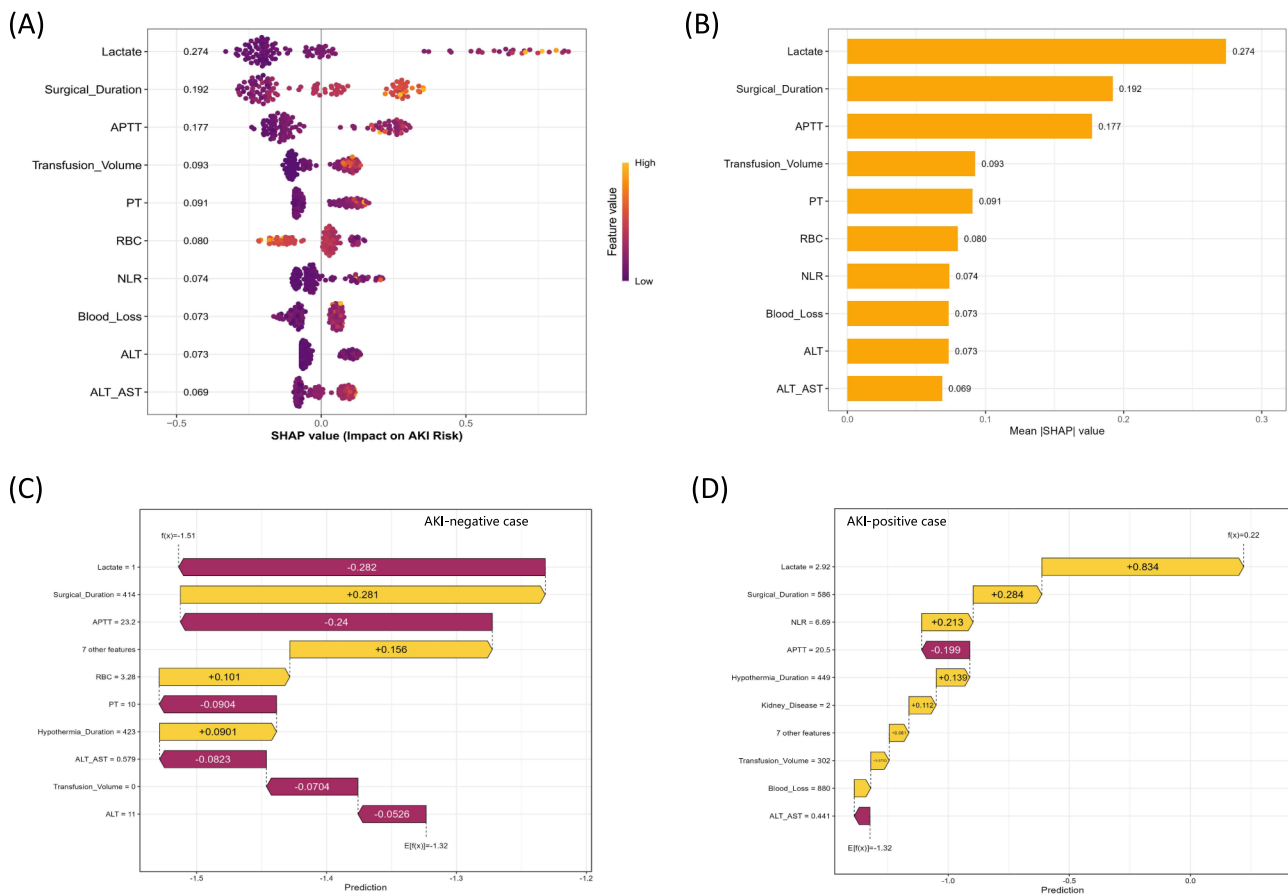 (A)
Lactate 0.274
Surgical_Duration 0.192
APTT 0.177
Transfusion_Volume 0.093
PT 0.091
RBC 0.080
NLR 0.074
Blood_Loss 0.073
ALT 0.073
ALT_AST 0.069
−0.5 0.0 0.5
SHAP value (Impact on AKI Risk)
High
Feature value
Low
(B)
Lactate 0.274
Surgical_Duration 0.192
APTT 0.177
Transfusion_Volume 0.093
PT 0.091
RBC 0.080
NLR 0.074
Blood_Loss 0.073
ALT 0.073
ALT_AST 0.069
0.0 0.1 0.2 0.3
Mean |SHAP| value
(C)
AKI-negative case
f(x)=-1.51
Lactate = 1 -0.282
Surgical_Duration = 414 +0.281
APTT = 23.2 -0.24
7 other features +0.156
RBC = 3.28 +0.101
PT = 10 -0.0904
Hypothermia_Duration = 423 +0.0901
ALT_AST = 0.579 -0.0823
Transfusion_Volume = 0 -0.0704
ALT = 11 -0.0526
E[f(x)]=-1.32
-1.5 -1.4 -1.3 -1.2
Prediction
(D)
AKI-positive case
f(x)=0.22
Lactate = 2.92 +0.834
Surgical_Duration = 586 +0.284
NLR = 6.69 +0.213
APTT = 20.5 -0.199
Hypothermia_Duration = 449 +0.139
Kidney_Disease = 2 +0.112
7 other features
Transfusion_Volume = 302
Blood_Loss = 880
ALT_AST = 0.441
E[f(x)]=-1.32
-1.0 -0.5 0.0
Prediction